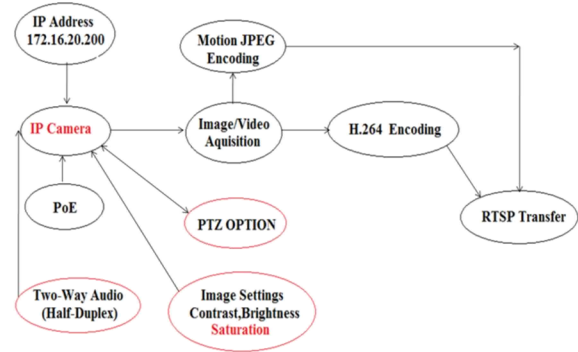 IP Address
172.16.20.200
Motion JPEG
Encoding
IP Camera
Image/Video
Aquisition
H.264 Encoding
PoE
PTZ OPTION
RTSP Transfer
Two-Way Audio
(Half-Duplex)
Image Settings
Contrast,Brightness
Saturation